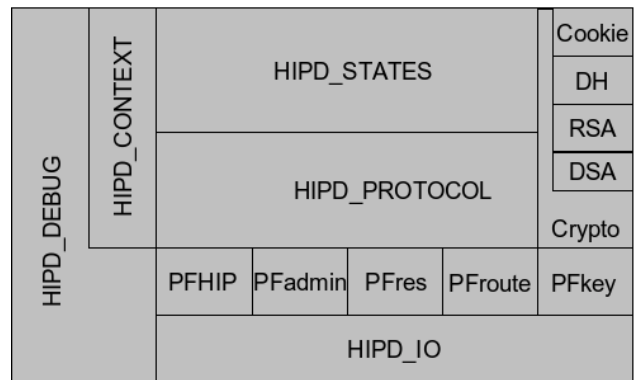 HIPD_DEBUG
HIPD_CONTEXT
HIPD_STATES
HIPD_PROTOCOL
Cookie
DH
RSA
DSA
Crypto
PFHIP
PFadmin
PFres
PFroute
PFkey
HIPD_IO